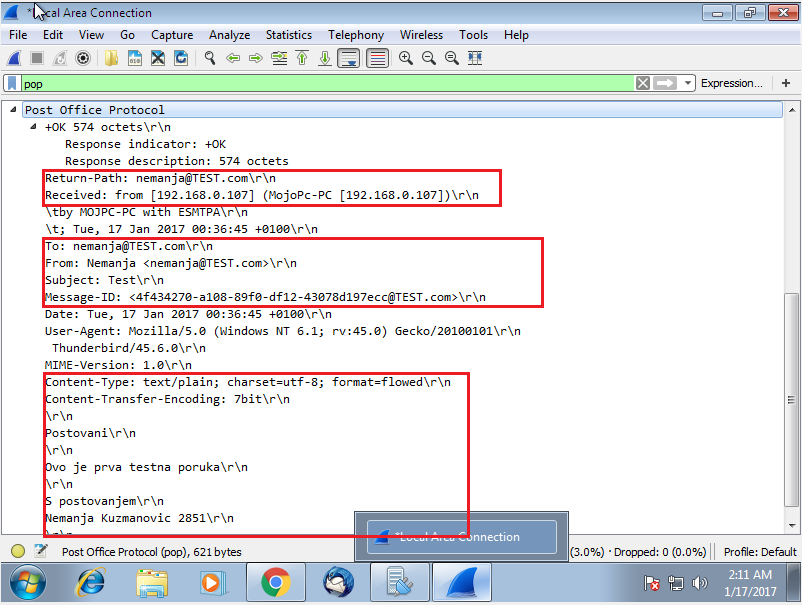 *Local Area Connection
File Edit View Go Capture Analyze Statistics Telephony Wireless Tools Help
pop
Expression...
+
Post Office Protocol
+OK 574 octets\r\n
Response indicator: +OK
Response description: 574 octets
Return-Path: nemanja@TEST.com\r\n
Received: from [192.168.0.107] (MojoPc-PC [192.168.0.107])\r\n
\tby MOJPC-PC with ESMTPA\r\n
\t; Tue, 17 Jan 2017 00:36:45 +0100\r\n
To: nemanja@TEST.com\r\n
From: Nemanja <nemanja@TEST.com>\r\n
Subject: Test\r\n
Message-ID: <4f434270-a108-89f0-df12-43078d197ecc@TEST.com>\r\n
Date: Tue, 17 Jan 2017 00:36:45 +0100\r\n
User-Agent: Mozilla/5.0 (Windows NT 6.1; rv:45.0) Gecko/20100101\r\n
Thunderbird/45.6.0\r\n
MIME-Version: 1.0\r\n
Content-Type: text/plain; charset=utf-8; format=flowed\r\n
Content-Transfer-Encoding: 7bit\r\n
\r\n
Postovani\r\n
\r\n
Ovo je prva testna poruka\r\n
\r\n
S postovanjem\r\n
Nemanja Kuzmanovic 2851\r\n
\r\n
*Local Area Connection
Post Office Protocol (pop), 621 bytes
(3.0%) · Dropped: 0 (0.0%)
Profile: Default
2:11 AM
1/17/2017